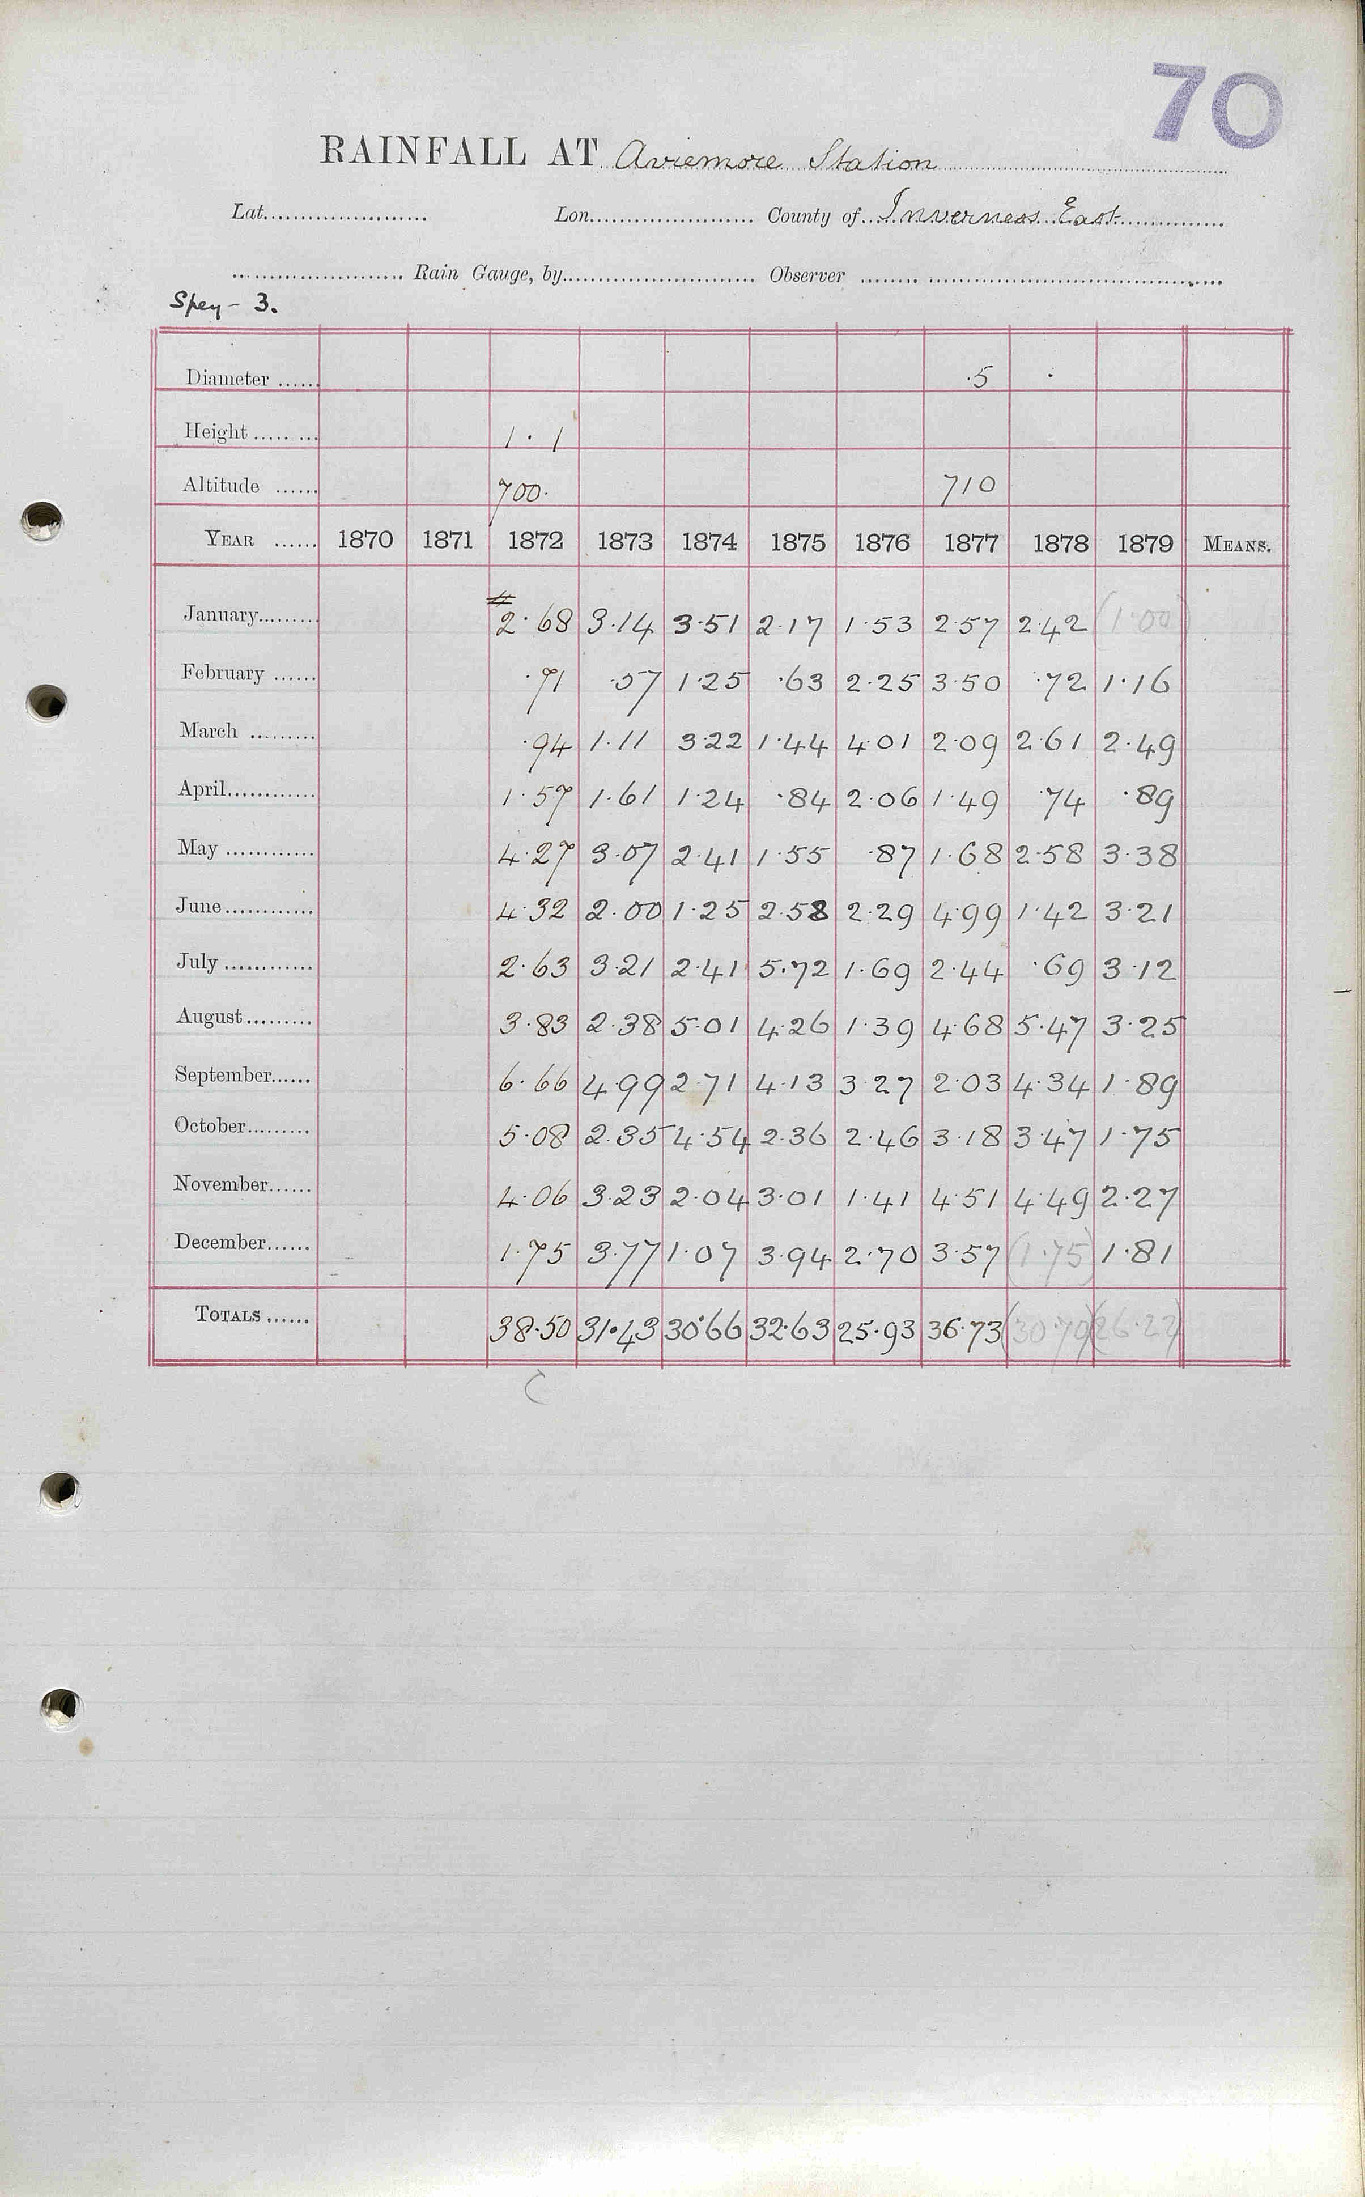 70
RAINFALL AT Aviemore Station
Lat. Lon. County of Inverness East
Rain Gauge, by Observer
Spey - 3.
Diameter ...... ·5 ·
Height ......... 1·1
Altitude ...... 700· 710
YEAR ...... 1870 1871 1872 1873 1874 1875 1876 1877 1878 1879 MEANS.
January......... 2·68 3·14 3·51 2·17 1·53 2·57 2·42 (1·00)
February ...... ·71 ·57 1·25 ·63 2·25 3·50 ·72 1·16
March ......... ·94 1·11 3·22 1·44 4·01 2·09 2·61 2·49
April............ 1·57 1·61 1·24 ·84 2·06 1·49 ·74 ·89
May ............ 4·27 3·07 2·41 1·55 ·87 1·68 2·58 3·38
June............ 4·32 2·00 1·25 2·58 2·29 4·99 1·42 3·21
July ............ 2·63 3·21 2·41 5·72 1·69 2·44 ·69 3·12
August......... 3·83 2·38 5·01 4·26 1·39 4·68 5·47 3·25
September...... 6·66 4·99 2·71 4·13 3·27 2·03 4·34 1·89
October......... 5·08 2·35 4·54 2·36 2·46 3·18 3·47 1·75
November...... 4·06 3·23 2·04 3·01 1·41 4·51 4·49 2·27
December...... 1·75 3·77 1·07 3·94 2·70 3·57 (1·75) 1·81
TOTALS ...... 38·50 31·43 30·66 32·63 25·93 36·73 (30·70) (26·22)
C